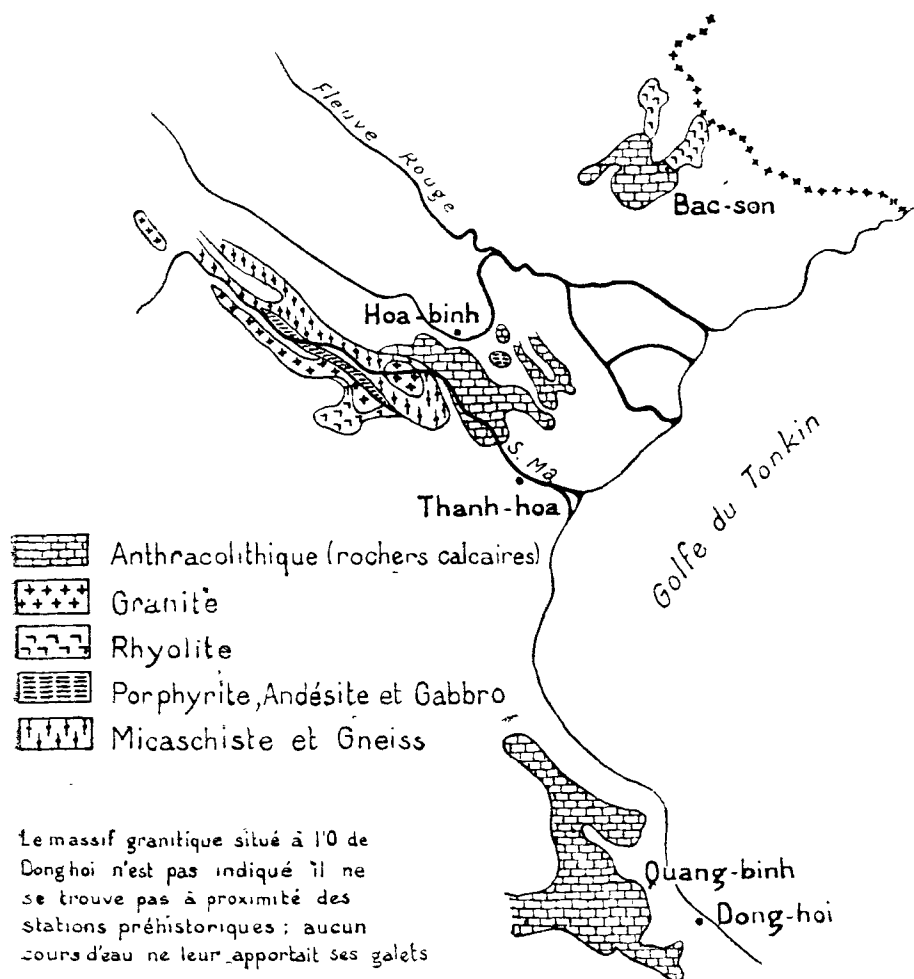 Fleuve Rouge
Bac-son
Hoa-binh
S. Ma
Thanh-hoa
Golfe du Tonkin
Anthracolithique (rochers calcaires)
Granite
Rhyolite
Porphyrite, Andésite et Gabbro
Micaschiste et Gneiss
Quang-binh
Dong-hoi
Le massif granitique situé à l'O de
Donghoi n'est pas indiqué il ne
se trouve pas à proximité des
stations préhistoriques ; aucun
cours d'eau ne leur apportait ses galets